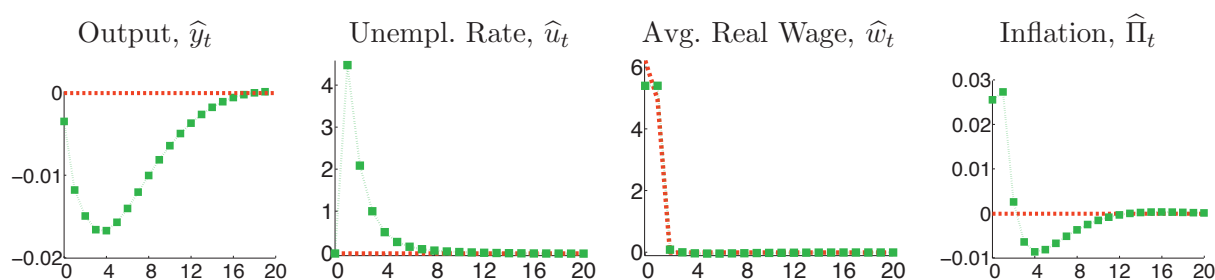 Output, ŷ_t
Unempl. Rate, û_t
Avg. Real Wage, ŵ_t
Inflation, Π̂_t
0
−0.01
−0.02
0 4 8 12 16 20
4
3
2
1
0
0 4 8 12 16 20
6
4
2
0
0 4 8 12 16 20
0.03
0.02
0.01
0
−0.01
0 4 8 12 16 20